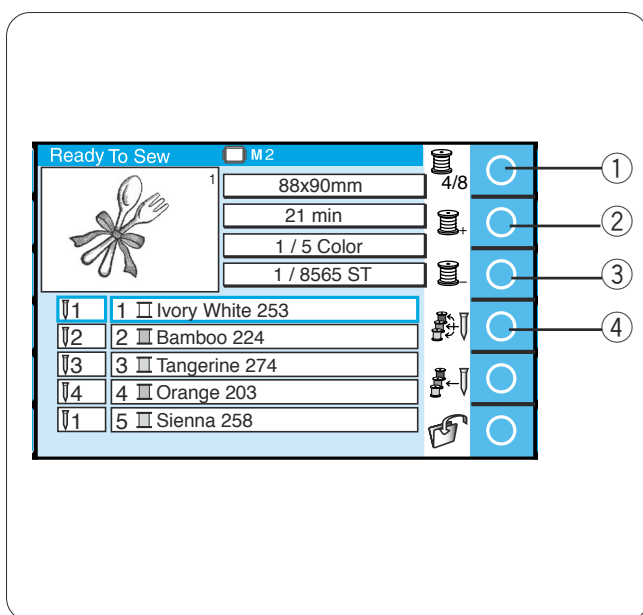 Ready To Sew M2
1
88x90mm
21 min
1 / 5 Color
1 / 8565 ST
4/8
+
−
1 1 Ivory White 253
2 2 Bamboo 224
3 3 Tangerine 274
4 4 Orange 203
1 5 Sienna 258
①
②
③
④